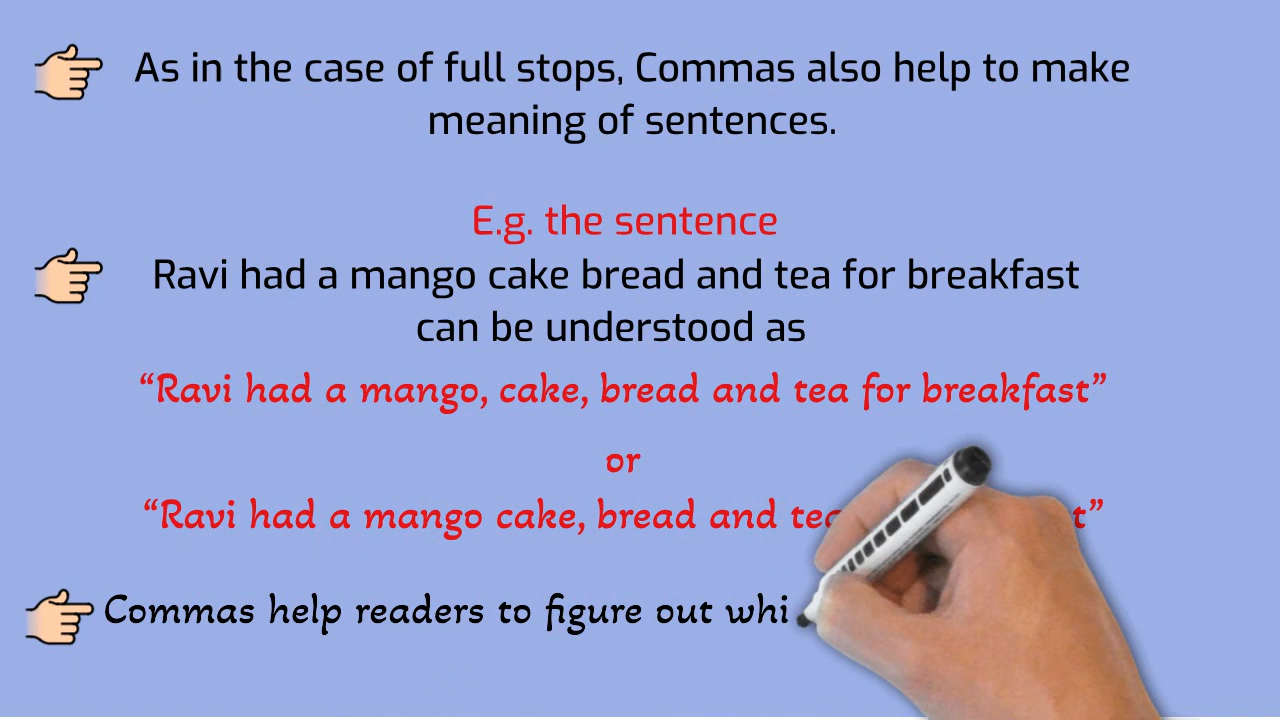 As in the case of full stops, Commas also help to make
meaning of sentences.
E.g. the sentence
Ravi had a mango cake bread and tea for breakfast
can be understood as
“Ravi had a mango, cake, bread and tea for breakfast”
or
“Ravi had a mango cake, bread and
Commas help readers to figure out